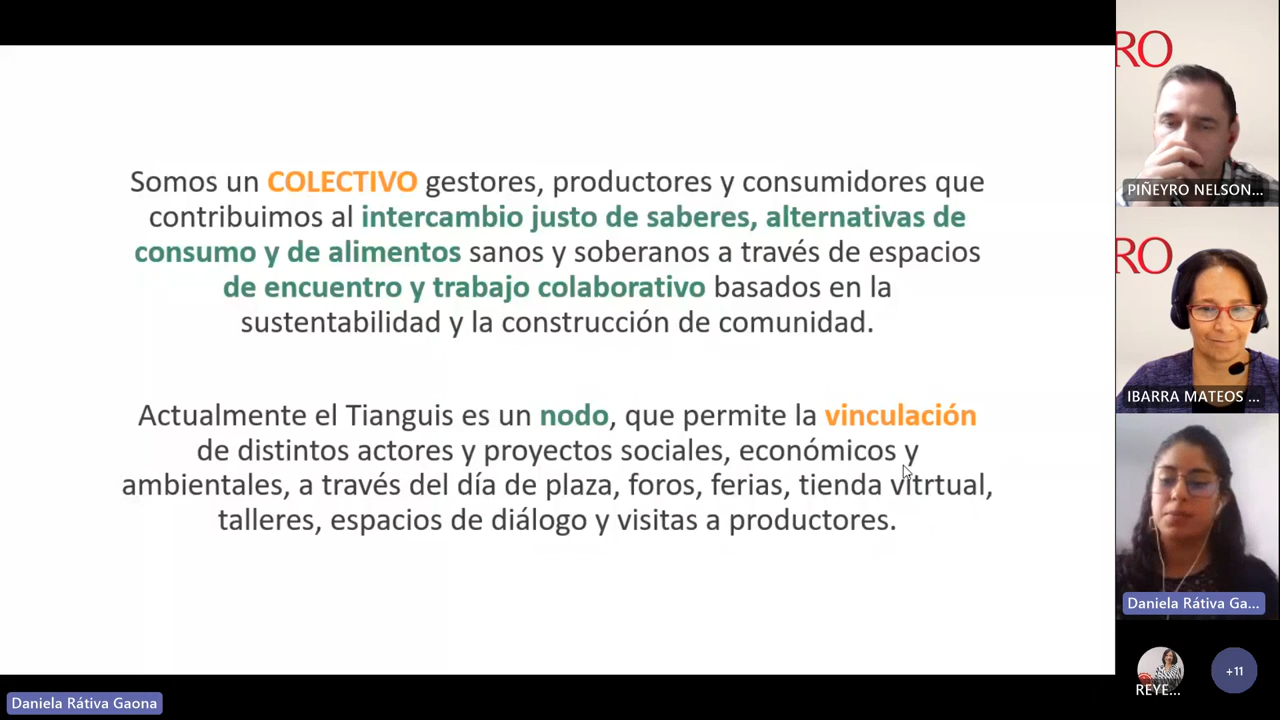 Somos un COLECTIVO gestores, productores y consumidores que
contribuimos al intercambio justo de saberes, alternativas de
consumo y de alimentos sanos y soberanos a través de espacios
de encuentro y trabajo colaborativo basados en la
sustentabilidad y la construcción de comunidad.
Actualmente el Tianguis es un nodo, que permite la vinculación
de distintos actores y proyectos sociales, económicos y
ambientales, a través del día de plaza, foros, ferias, tienda vitrtual,
talleres, espacios de diálogo y visitas a productores.
Daniela Rátiva Gaona
RO
PIÑEYRO NELSON...
RO
IBARRA MATEOS ...
Daniela Rátiva Ga...
REYE...
+11